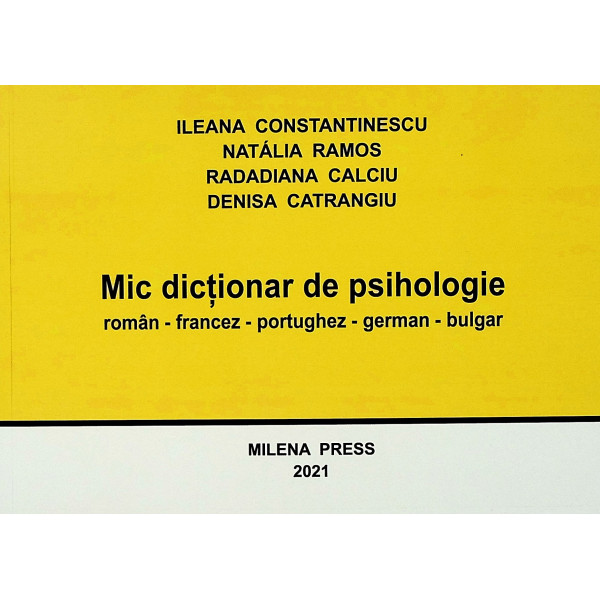 ILEANA CONSTANTINESCU
NATÁLIA RAMOS
RADADIANA CALCIU
DENISA CATRANGIU
Mic dicționar de psihologie
român - francez - portughez - german - bulgar
MILENA PRESS
2021